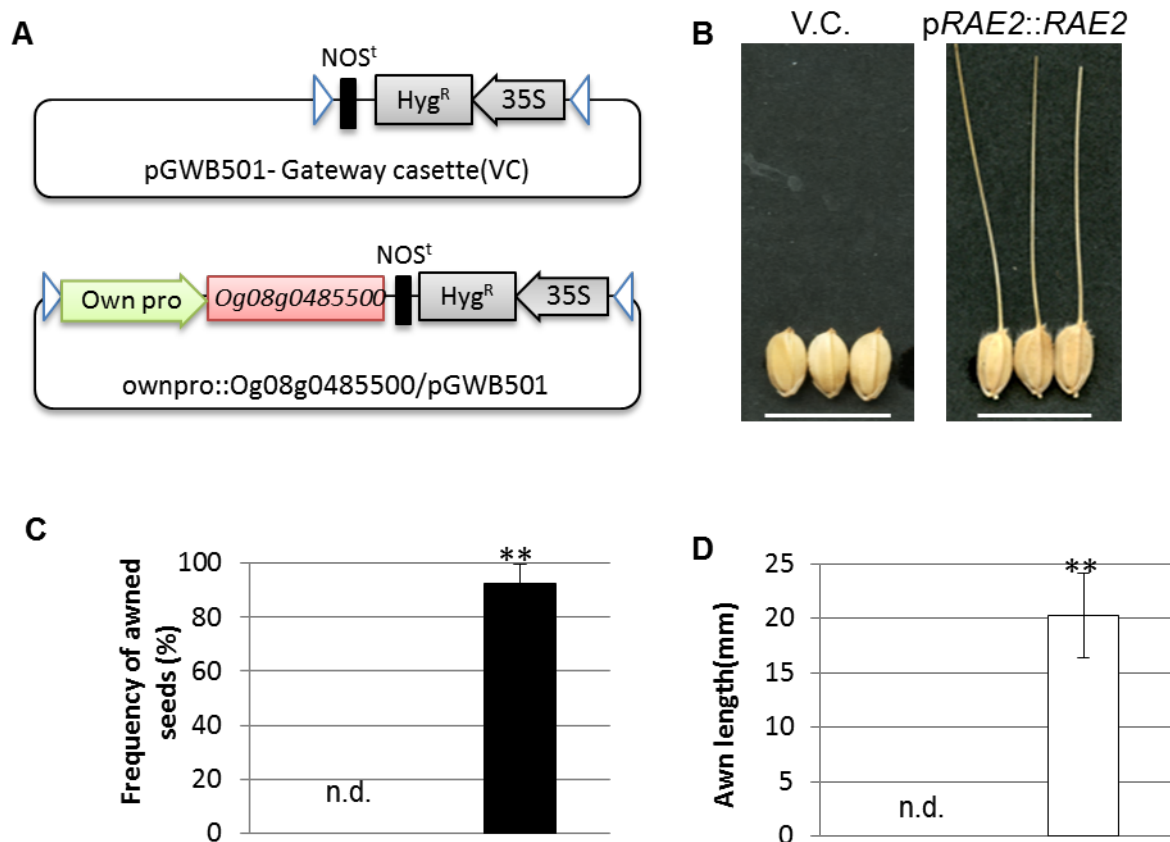 A
NOSᵗ
Hygᴿ
35S
pGWB501- Gateway casette(VC)
NOSᵗ
Own pro
Og08g0485500
Hygᴿ
35S
ownpro::Og08g0485500/pGWB501
B
V.C.
pRAE2::RAE2
C
Frequency of awned
seeds (%)
100
80
60
40
20
0
n.d.
**
D
Awn length(mm)
25
20
15
10
5
0
n.d.
**